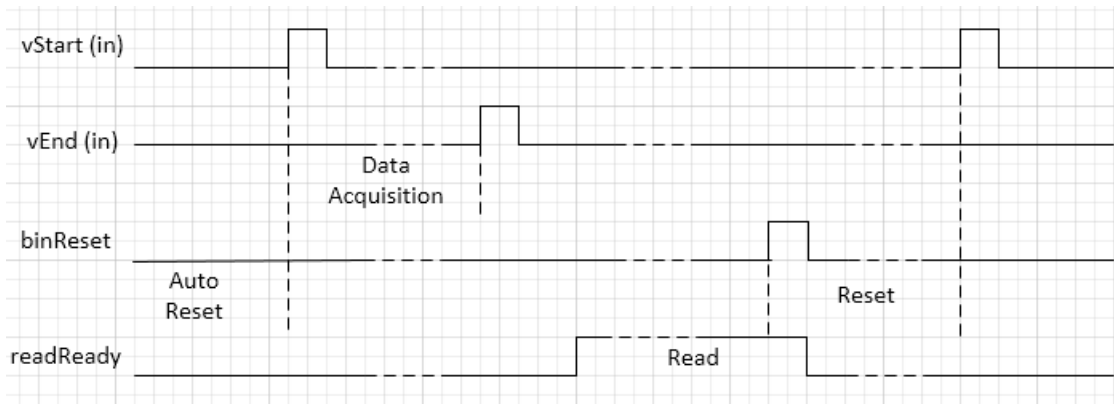 vStart (in)
vEnd (in)
Data
Acquisition
binReset
Auto
Reset
Reset
readReady
Read